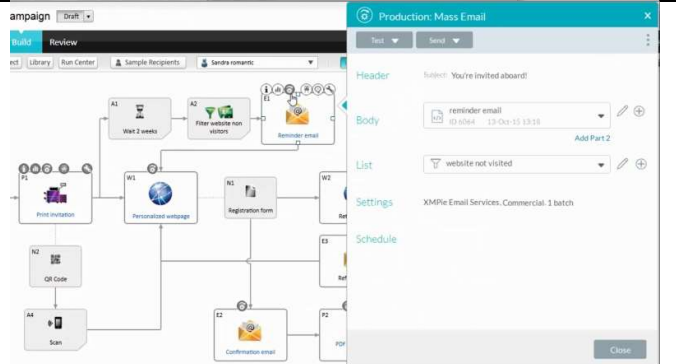 ampaign Draft
Build Review
ect Library Run Center Sample Recipients Sandra romantic
A1
Wait 2 weeks
A2
Filter website non
visitors
E1
Reminder email
P1
Print invitation
W1
Personalized webpage
N1
Registration form
W2
N2
QR Code
E3
A4
Scan
E2
Confirmation email
P2
PDF
Production: Mass Email x
Test Send
Header Subject: You're invited aboard!
Body reminder email
ID-6064 13-Oct-15 13:18
Add Part 2
List website not visited
Settings XMPie Email Services. Commercial. 1 batch
Schedule
Close